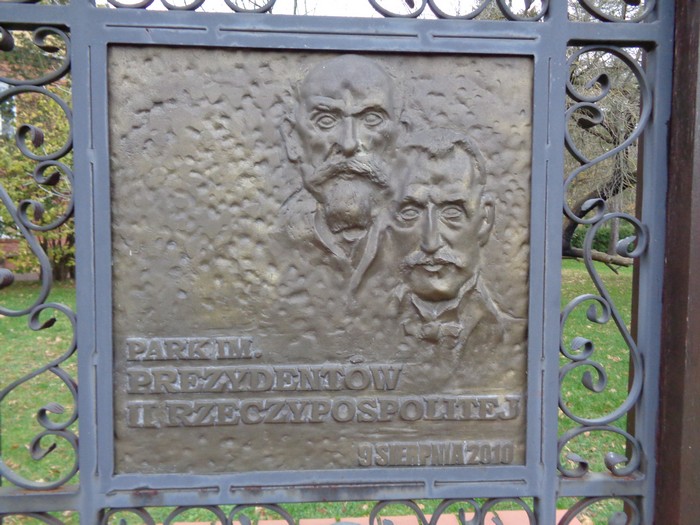 PARK IM.
PREZYDENTÓW
II RZECZYPOSPOLITEJ
9 SIERPNIA 2010